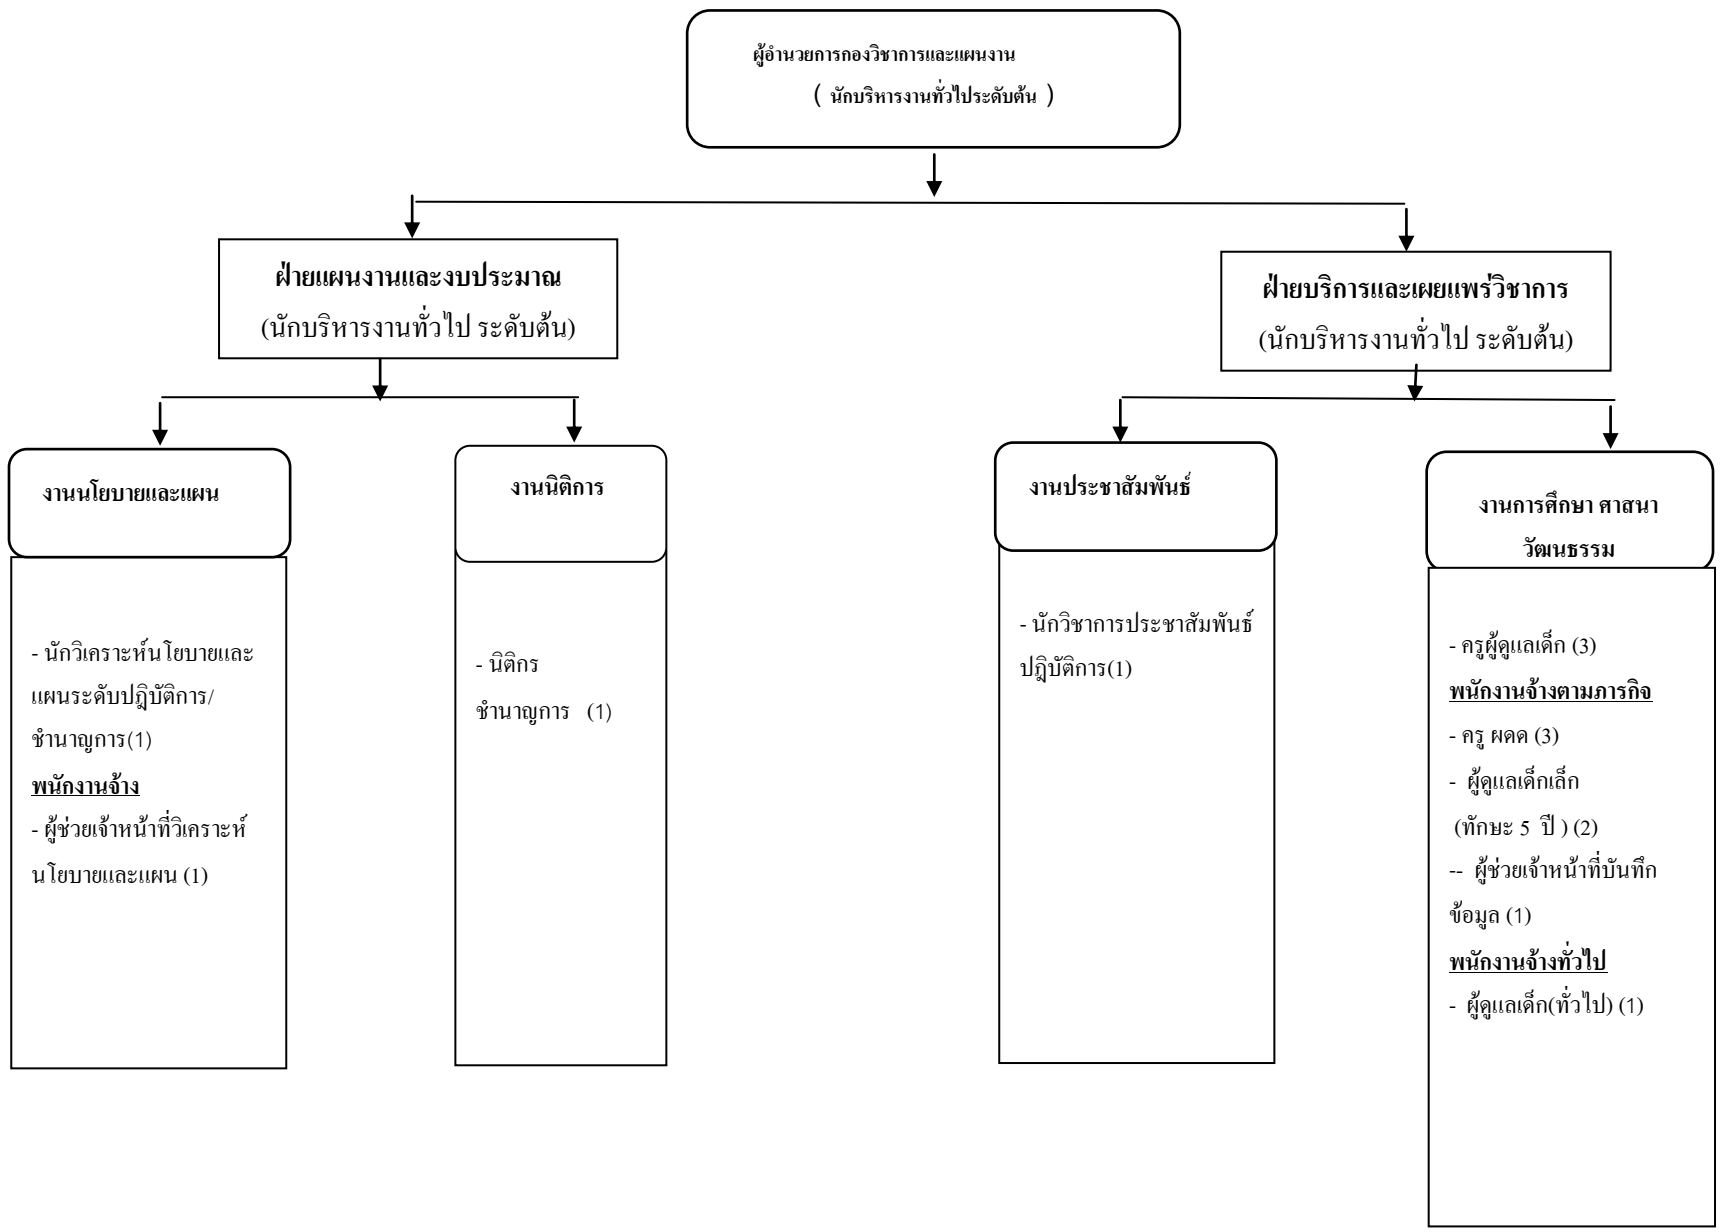 ผู้อำนวยการกองวิชาการและแผนงาน
( นักบริหารงานทั่วไประดับต้น )
ฝ่ายแผนงานและงบประมาณ
(นักบริหารงานทั่วไป ระดับต้น)
ฝ่ายบริการและเผยแพร่วิชาการ
(นักบริหารงานทั่วไป ระดับต้น)
งานนโยบายและแผน
- นักวิเคราะห์นโยบายและ
แผนระดับปฎิบัติการ/
ชำนาญการ(1)
พนักงานจ้าง
- ผู้ช่วยเจ้าหน้าที่วิเคราะห์
นโยบายและแผน (1)
งานนิติการ
- นิติกร
ชำนาญการ (1)
งานประชาสัมพันธ์
- นักวิชาการประชาสัมพันธ์
ปฎิบัติการ(1)
งานการศึกษา ศาสนา
วัฒนธรรม
- ครูผู้ดูแลเด็ก (3)
พนักงานจ้างตามภารกิจ
- ครู ผดด (3)
- ผู้ดูแลเด็กเล็ก
(ทักษะ 5 ปี ) (2)
-- ผู้ช่วยเจ้าหน้าที่บันทึก
ข้อมูล (1)
พนักงานจ้างทั่วไป
- ผู้ดูแลเด็ก(ทั่วไป) (1)